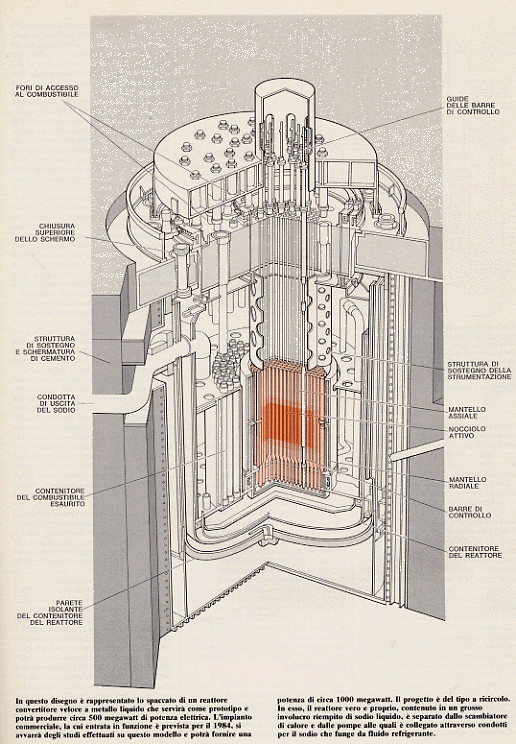 FORI DI ACCESSO
AL COMBUSTIBILE
GUIDE
DELLE BARRE
DI CONTROLLO
CHIUSURA
SUPERIORE
DELLO SCHERMO
STRUTTURA
DI SOSTEGNO
E SCHERMATURA
DI CEMENTO
CONDOTTA
DI USCITA
DEL SODIO
CONTENITORE
DEL COMBUSTIBILE
ESAURITO
PARETE
ISOLANTE
DEL CONTENITORE
DEL REATTORE
STRUTTURA DI
SOSTEGNO DELLA
STRUMENTAZIONE
MANTELLO
ASSIALE
NOCCIOLO
ATTIVO
MANTELLO
RADIALE
BARRE DI
CONTROLLO
CONTENITORE
DEL REATTORE
In questo disegno è rappresentato lo spaccato di un reattore
convertitore veloce a metallo liquido che servirà come prototipo e
potrà produrre circa 500 megawatt di potenza elettrica. L'impianto
commerciale, la cui entrata in funzione è prevista per il 1984, si
avvarrà degli studi effettuati su questo modello e potrà fornire una
potenza di circa 1000 megawatt. Il progetto è del tipo a ricircolo.
In esso, il reattore vero e proprio, contenuto in un grosso
involucro riempito di sodio liquido, è separato dallo scambiatore
di calore e dalle pompe alle quali è collegato attraverso condotti
per il sodio che funge da fluido refrigerante.